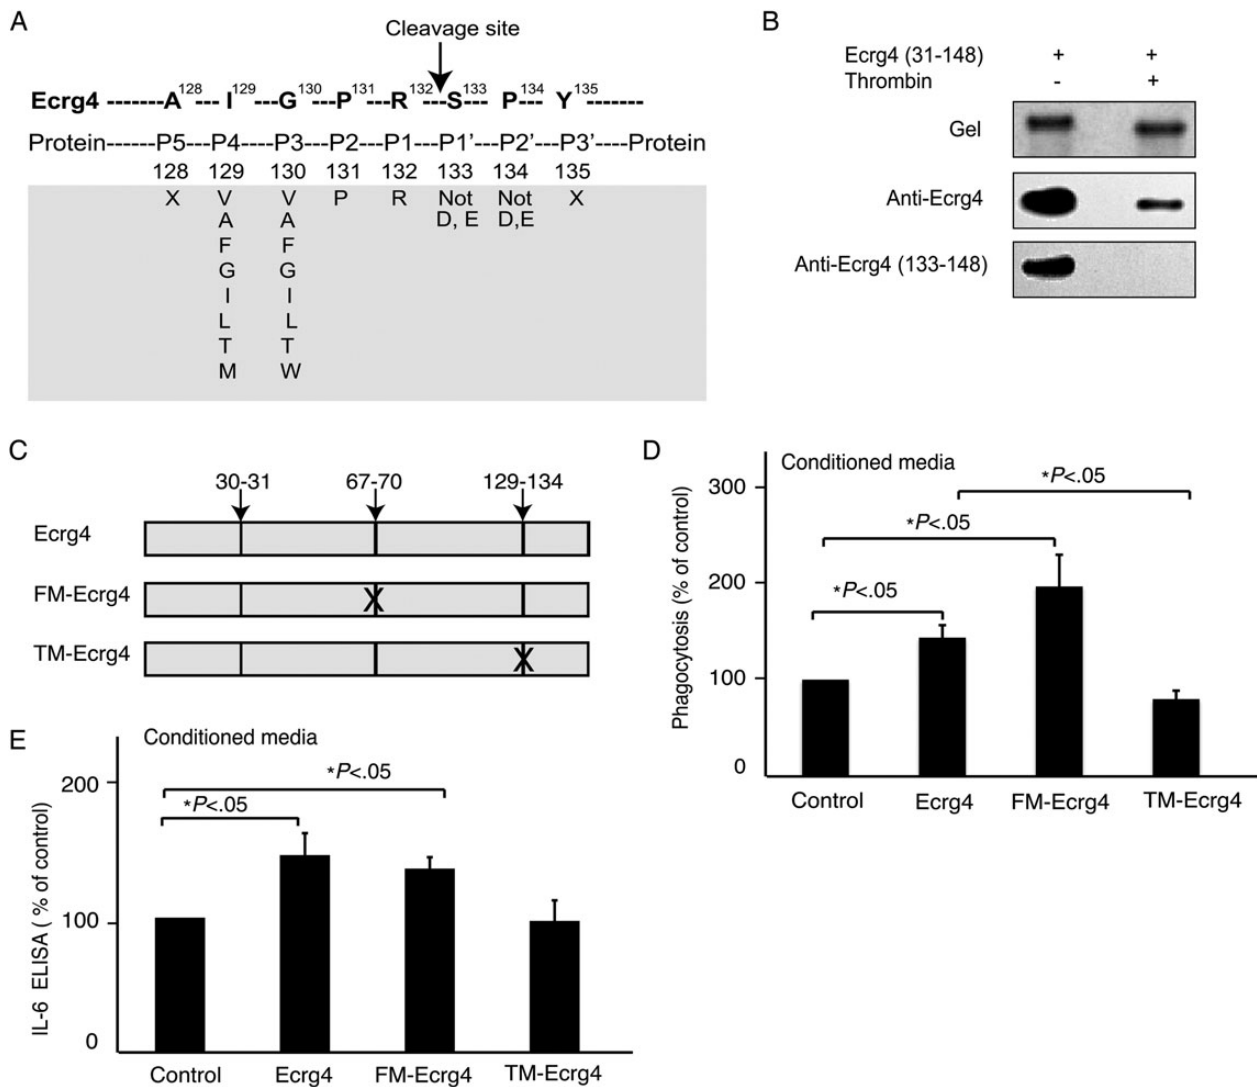 A
Cleavage site
Ecrg4 -------A128--- I129---G130---P131---R132---S133--- P134--- Y135-------
Protein------P5----P4----P3---P2----P1----P1'---P2'----P3'----Protein
128 129 130 131 132 133 134 135
X V V P R Not Not X
A A D, E D,E
F F
G G
I I
L L
T T
M W
B
Ecrg4 (31-148) + +
Thrombin - +
Gel
Anti-Ecrg4
Anti-Ecrg4 (133-148)
C
30-31 67-70 129-134
Ecrg4
FM-Ecrg4 X
TM-Ecrg4 X
D
Conditioned media
Phagocytosis (% of control)
300
200
100
0
*P<.05
*P<.05
*P<.05
Control Ecrg4 FM-Ecrg4 TM-Ecrg4
E
Conditioned media
IL-6 ELISA ( % of control)
200
100
0
*P<.05
*P<.05
Control Ecrg4 FM-Ecrg4 TM-Ecrg4